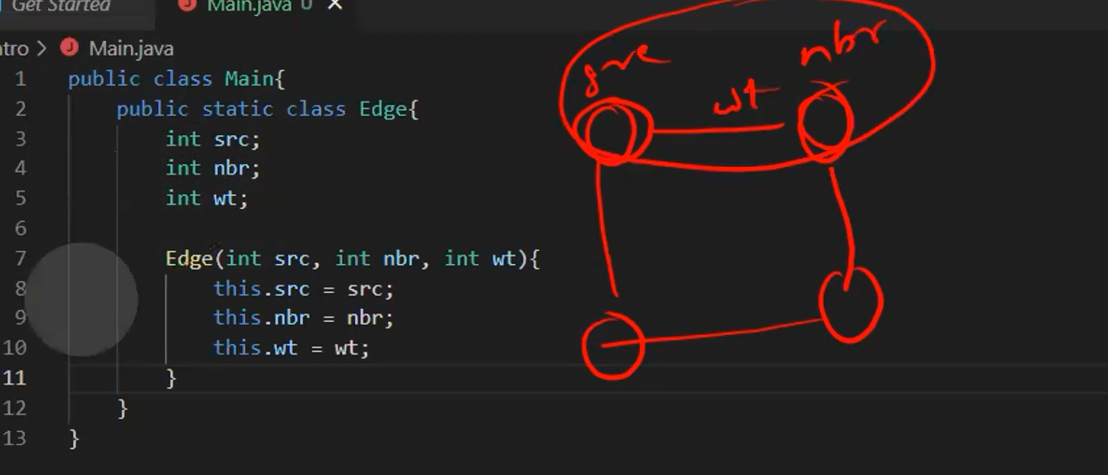 Get Started
Main.java U ×
ntro > J Main.java
1 public class Main{
2 public static class Edge{
3 int src;
4 int nbr;
5 int wt;
6
7 Edge(int src, int nbr, int wt){
8 this.src = src;
9 this.nbr = nbr;
10 this.wt = wt;
11 }
12 }
13 }
src
wt
nbr